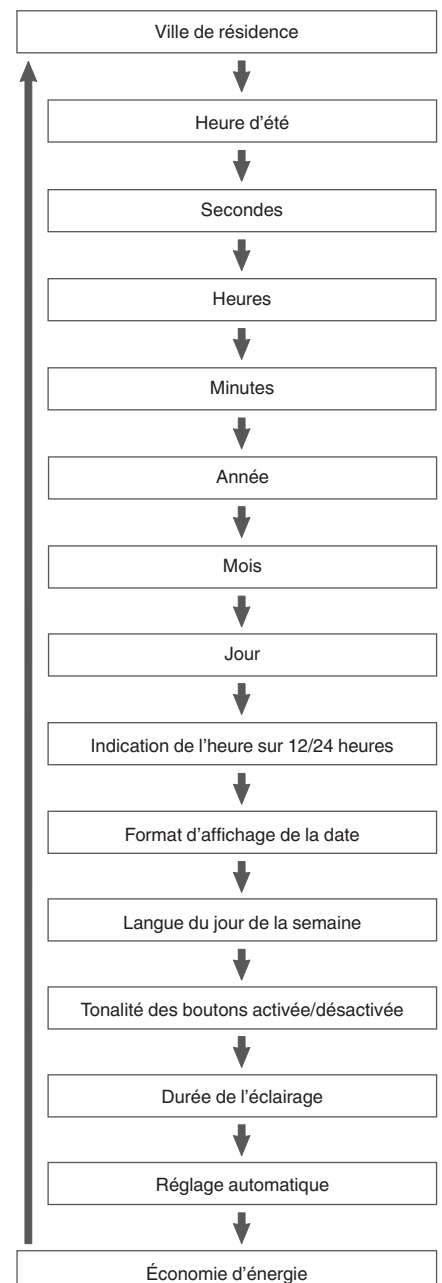 Ville de résidence
Heure d’été
Secondes
Heures
Minutes
Année
Mois
Jour
Indication de l’heure sur 12/24 heures
Format d’affichage de la date
Langue du jour de la semaine
Tonalité des boutons activée/désactivée
Durée de l’éclairage
Réglage automatique
Économie d’énergie